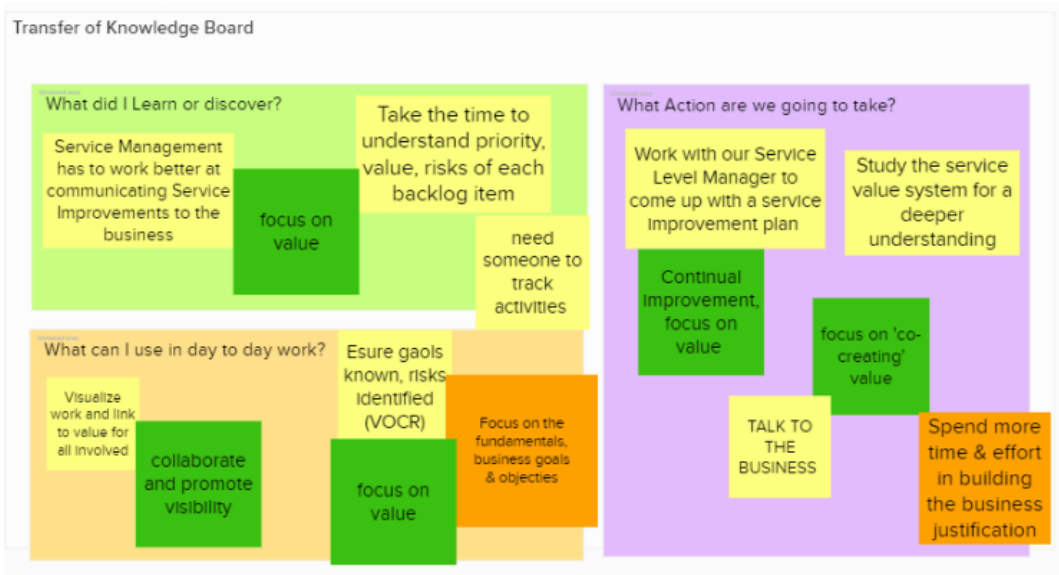 Transfer of Knowledge Board
What did I Learn or discover?
Service Management
has to work better at
communicating Service
Improvements to the
business
focus on
value
Take the time to
understand priority,
value, risks of each
backlog item
need
someone to
track
activities
What can I use in day to day work?
Visualize
work and link
to value for
all involved
collaborate
and promote
visibility
Esure gaols
known, risks
identified
(VOCR)
focus on
value
Focus on the
fundamentals,
business goals
& objecties
What Action are we going to take?
Work with our Service
Level Manager to
come up with a service
improvement plan
Study the service
value system for a
deeper
understanding
Continual
Improvement,
focus on
value
focus on 'co-
creating'
value
TALK TO
THE
BUSINESS
Spend more
time & effort
in building
the business
justification